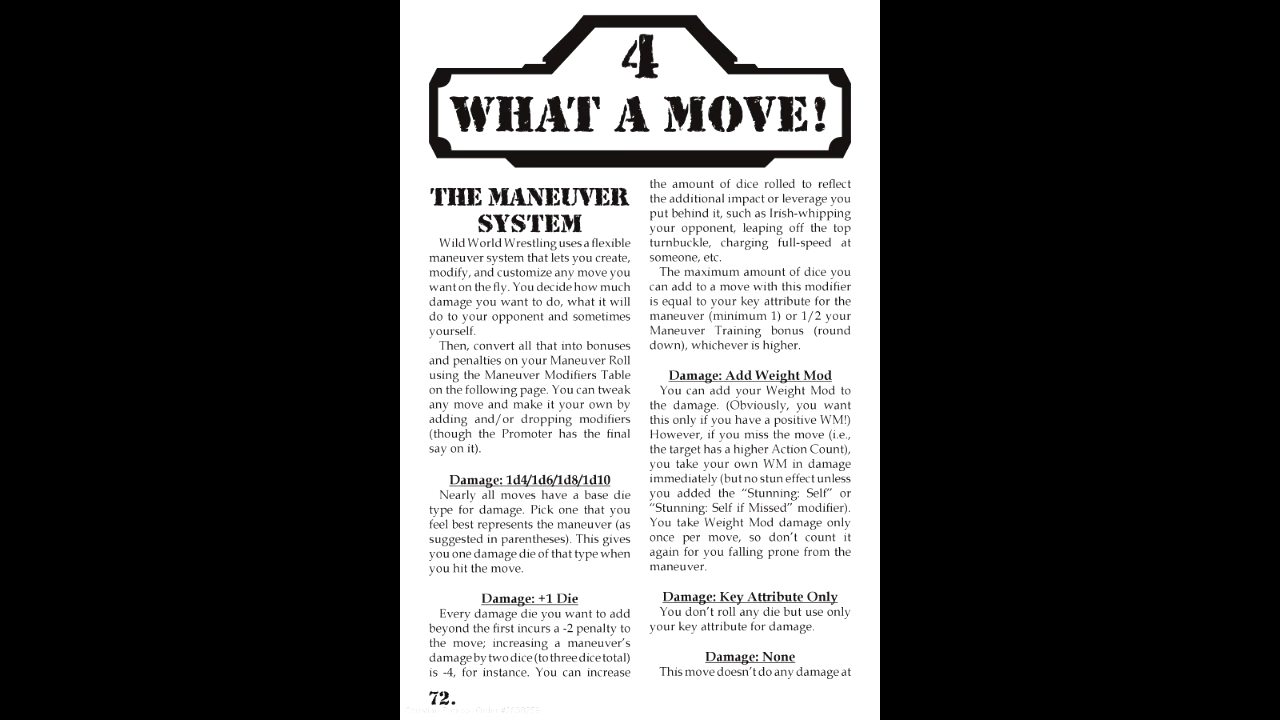 4
WHAT A MOVE!
THE MANEUVER
SYSTEM
Wild World Wrestling uses a flexible
maneuver system that lets you create,
modify, and customize any move you
want on the fly. You decide how much
damage you want to do, what it will
do to your opponent and sometimes
yourself.
Then, convert all that into bonuses
and penalties on your Maneuver Roll
using the Maneuver Modifiers Table
on the following page. You can tweak
any move and make it your own by
adding and/or dropping modifiers
(though the Promoter has the final
say on it).
Damage: 1d4/1d6/1d8/1d10
Nearly all moves have a base die
type for damage. Pick one that you
feel best represents the maneuver (as
suggested in parentheses). This gives
you one damage die of that type when
you hit the move.
Damage: +1 Die
Every damage die you want to add
beyond the first incurs a -2 penalty to
the move; increasing a maneuver's
damage by two dice (to three dice total)
is -4, for instance. You can increase
the amount of dice rolled to reflect
the additional impact or leverage you
put behind it, such as Irish-whipping
your opponent, leaping off the top
turnbuckle, charging full-speed at
someone, etc.
The maximum amount of dice you
can add to a move with this modifier
is equal to your key attribute for the
maneuver (minimum 1) or 1/2 your
Maneuver Training bonus (round
down), whichever is higher.
Damage: Add Weight Mod
You can add your Weight Mod to
the damage. (Obviously, you want
this only if you have a positive WM!)
However, if you miss the move (i.e.,
the target has a higher Action Count),
you take your own WM in damage
immediately (but no stun effect unless
you added the "Stunning: Self" or
"Stunning: Self if Missed" modifier).
You take Weight Mod damage only
once per move, so don't count it
again for you falling prone from the
maneuver.
Damage: Key Attribute Only
You don't roll any die but use only
your key attribute for damage.
Damage: None
This move doesn't do any damage at
72.